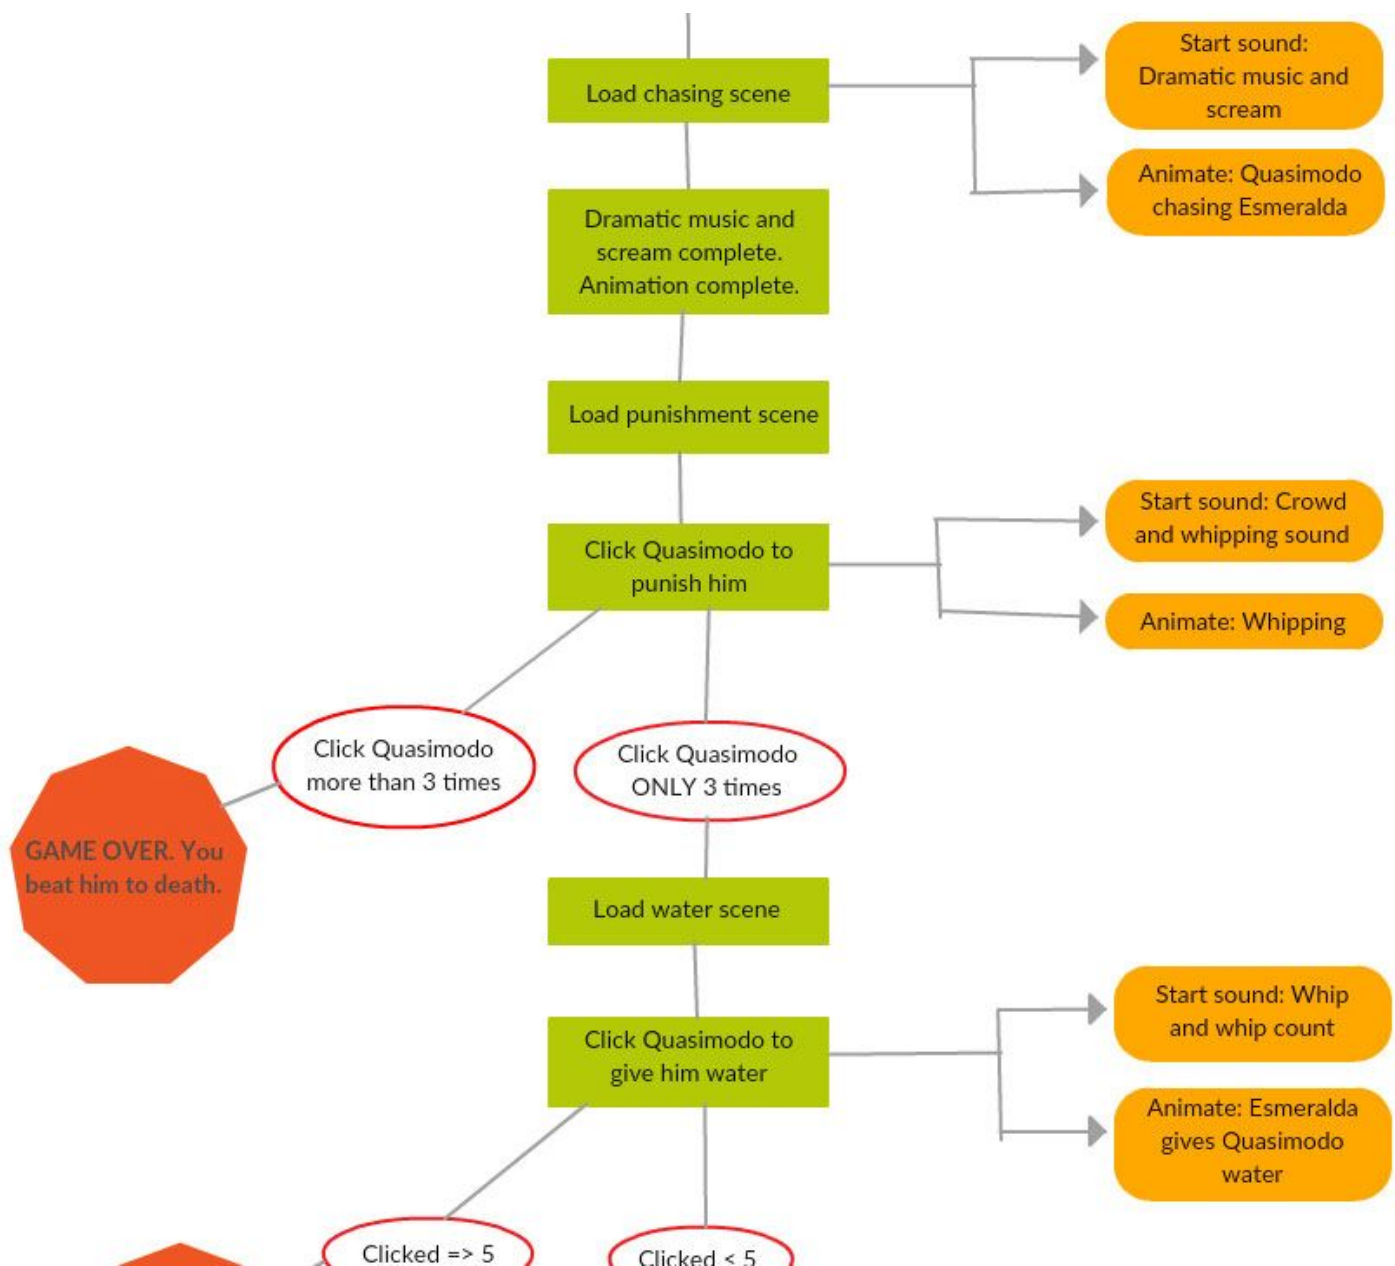 Start sound:
Dramatic music and
scream
Load chasing scene
Animate: Quasimodo
chasing Esmeralda
Dramatic music and
scream complete.
Animation complete.
Load punishment scene
Start sound: Crowd
and whipping sound
Click Quasimodo to
punish him
Animate: Whipping
Click Quasimodo
more than 3 times
Click Quasimodo
ONLY 3 times
GAME OVER. You
beat him to death.
Load water scene
Start sound: Whip
and whip count
Click Quasimodo to
give him water
Animate: Esmeralda
gives Quasimodo
water
Clicked => 5
Clicked < 5